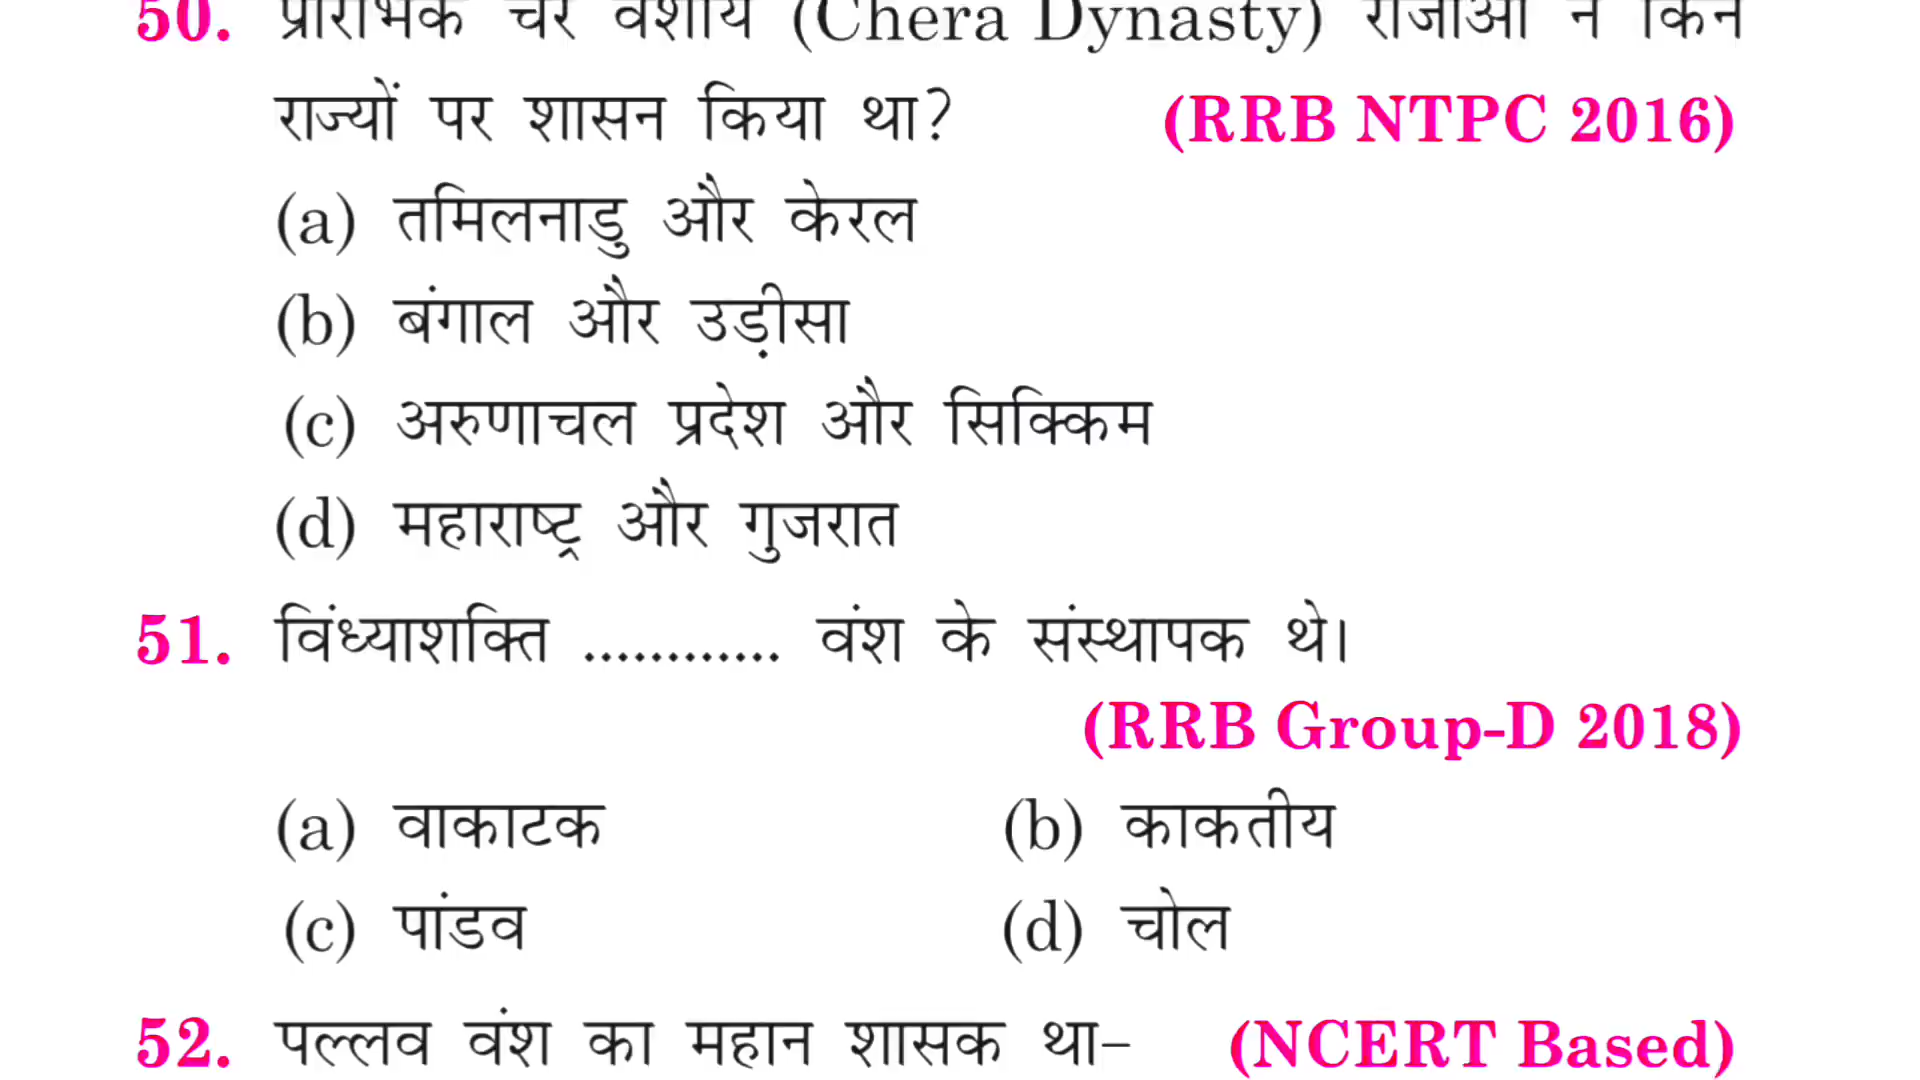 50. प्रारंभिक चेर वंशीय (Chera Dynasty) राजाओं ने किन
राज्यों पर शासन किया था? (RRB NTPC 2016)
(a) तमिलनाडु और केरल
(b) बंगाल और उड़ीसा
(c) अरुणाचल प्रदेश और सिक्किम
(d) महाराष्ट्र और गुजरात
51. विंध्याशक्ति ............ वंश के संस्थापक थे।
(RRB Group-D 2018)
(a) वाकाटक (b) काकतीय
(c) पांडव (d) चोल
52. पल्लव वंश का महान शासक था– (NCERT Based)